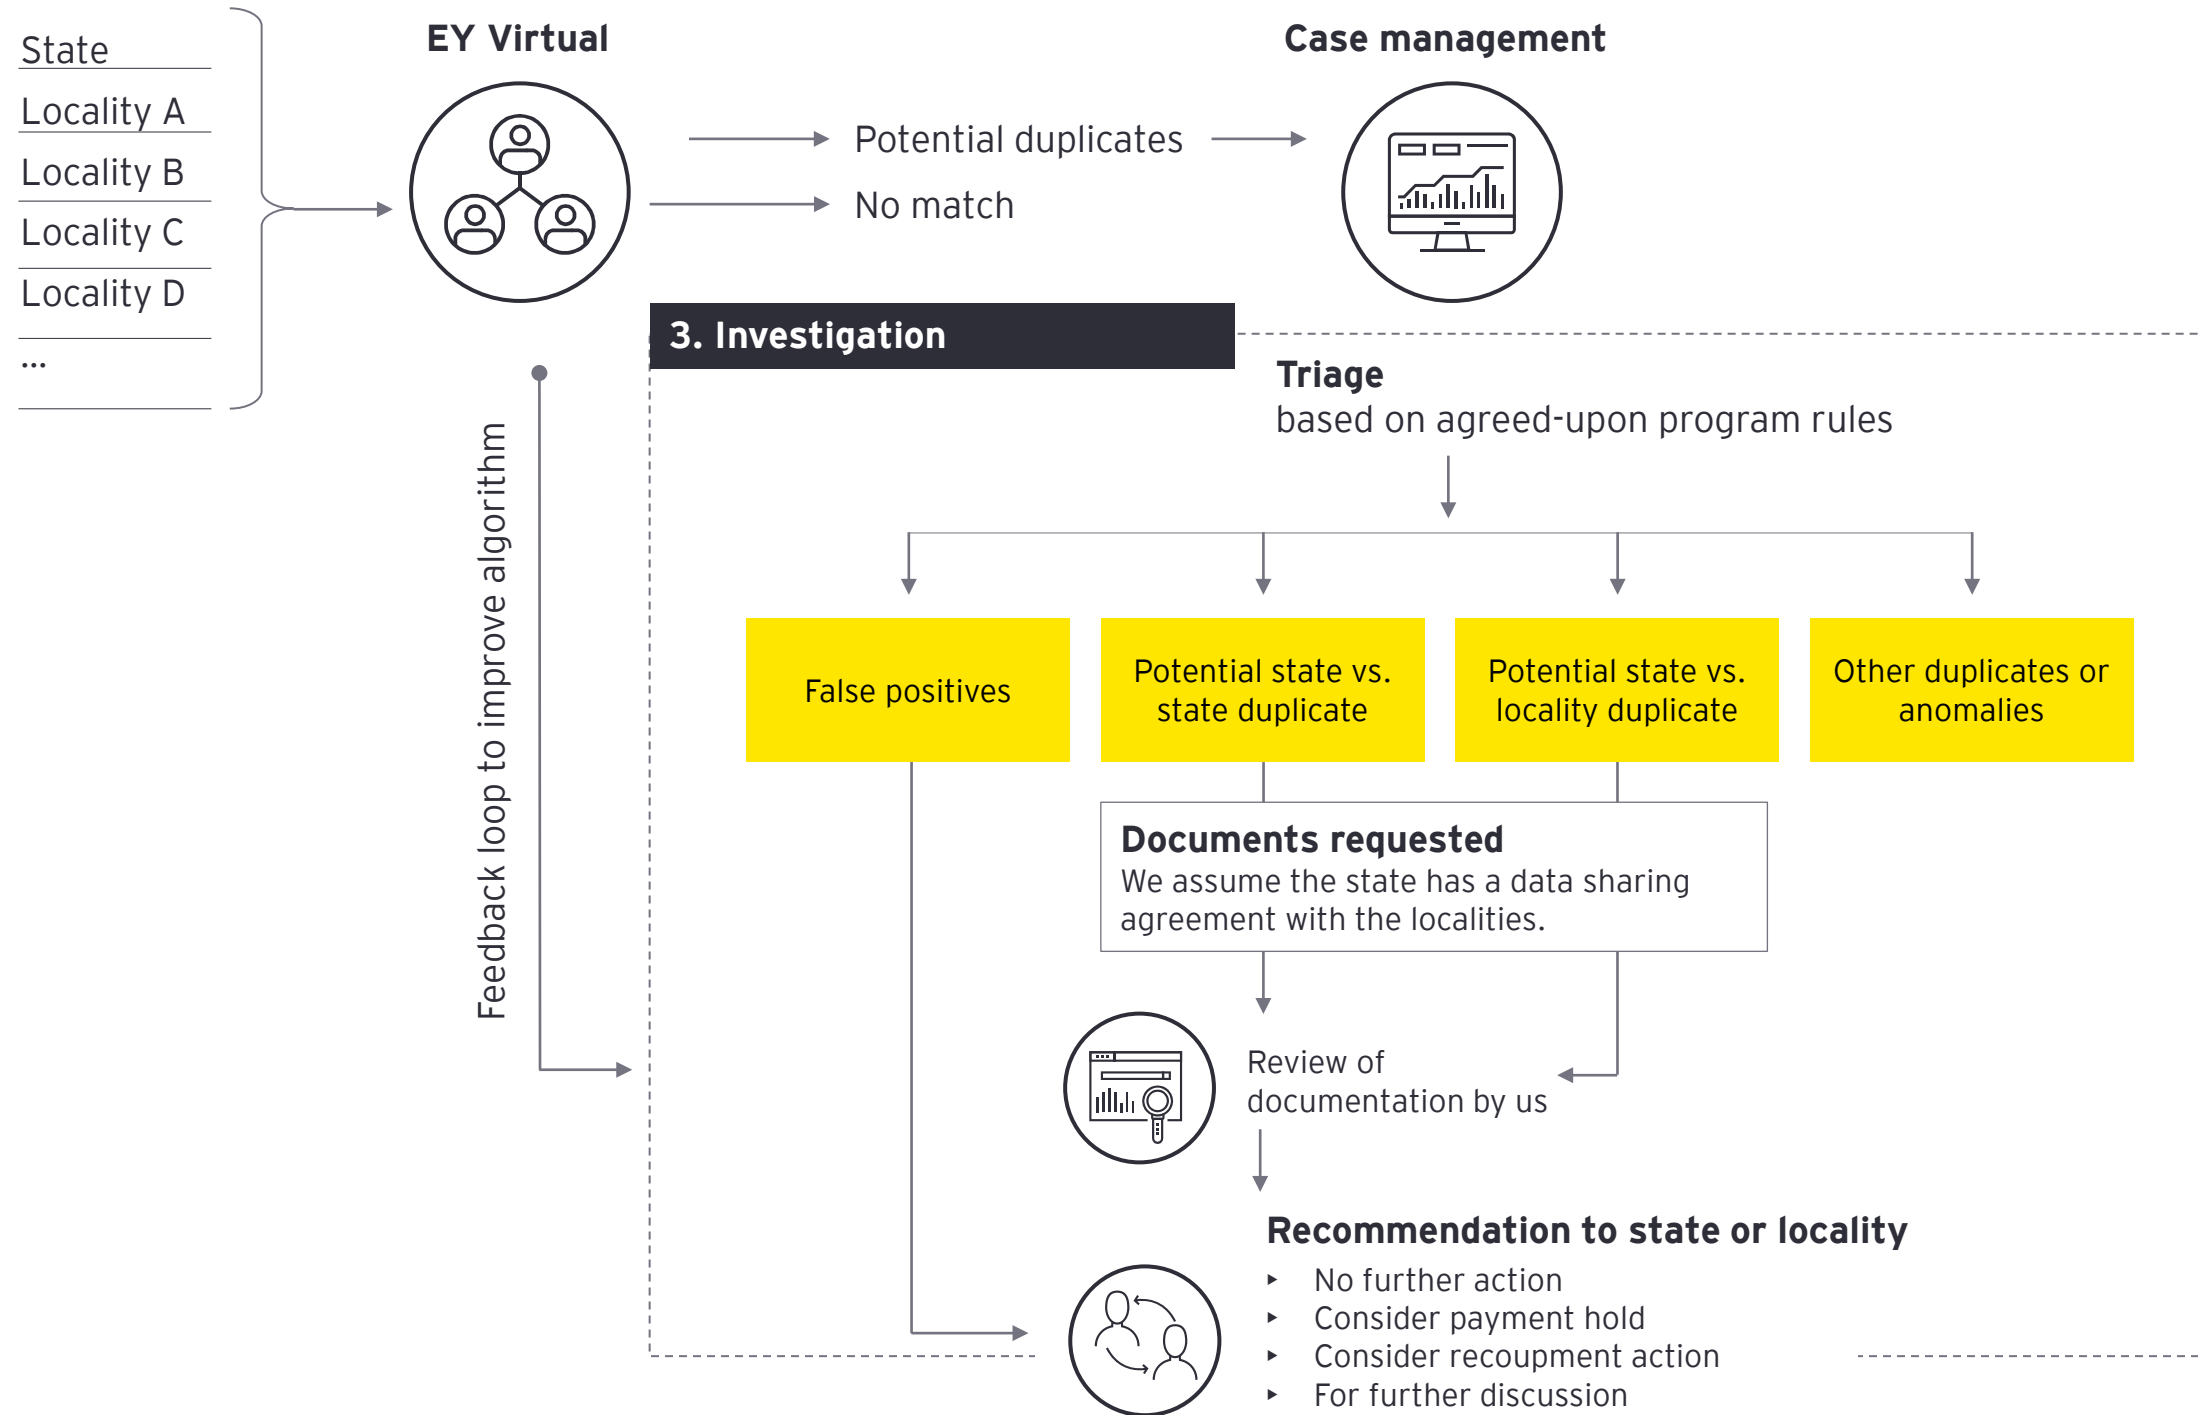 State
Locality A
Locality B
Locality C
Locality D
...
EY Virtual
Potential duplicates
No match
Case management
3. Investigation
Feedback loop to improve algorithm
Triage
based on agreed-upon program rules
False positives
Potential state vs.
state duplicate
Potential state vs.
locality duplicate
Other duplicates or
anomalies
Documents requested
We assume the state has a data sharing
agreement with the localities.
Review of
documentation by us
Recommendation to state or locality
‣ No further action
‣ Consider payment hold
‣ Consider recoupment action
‣ For further discussion